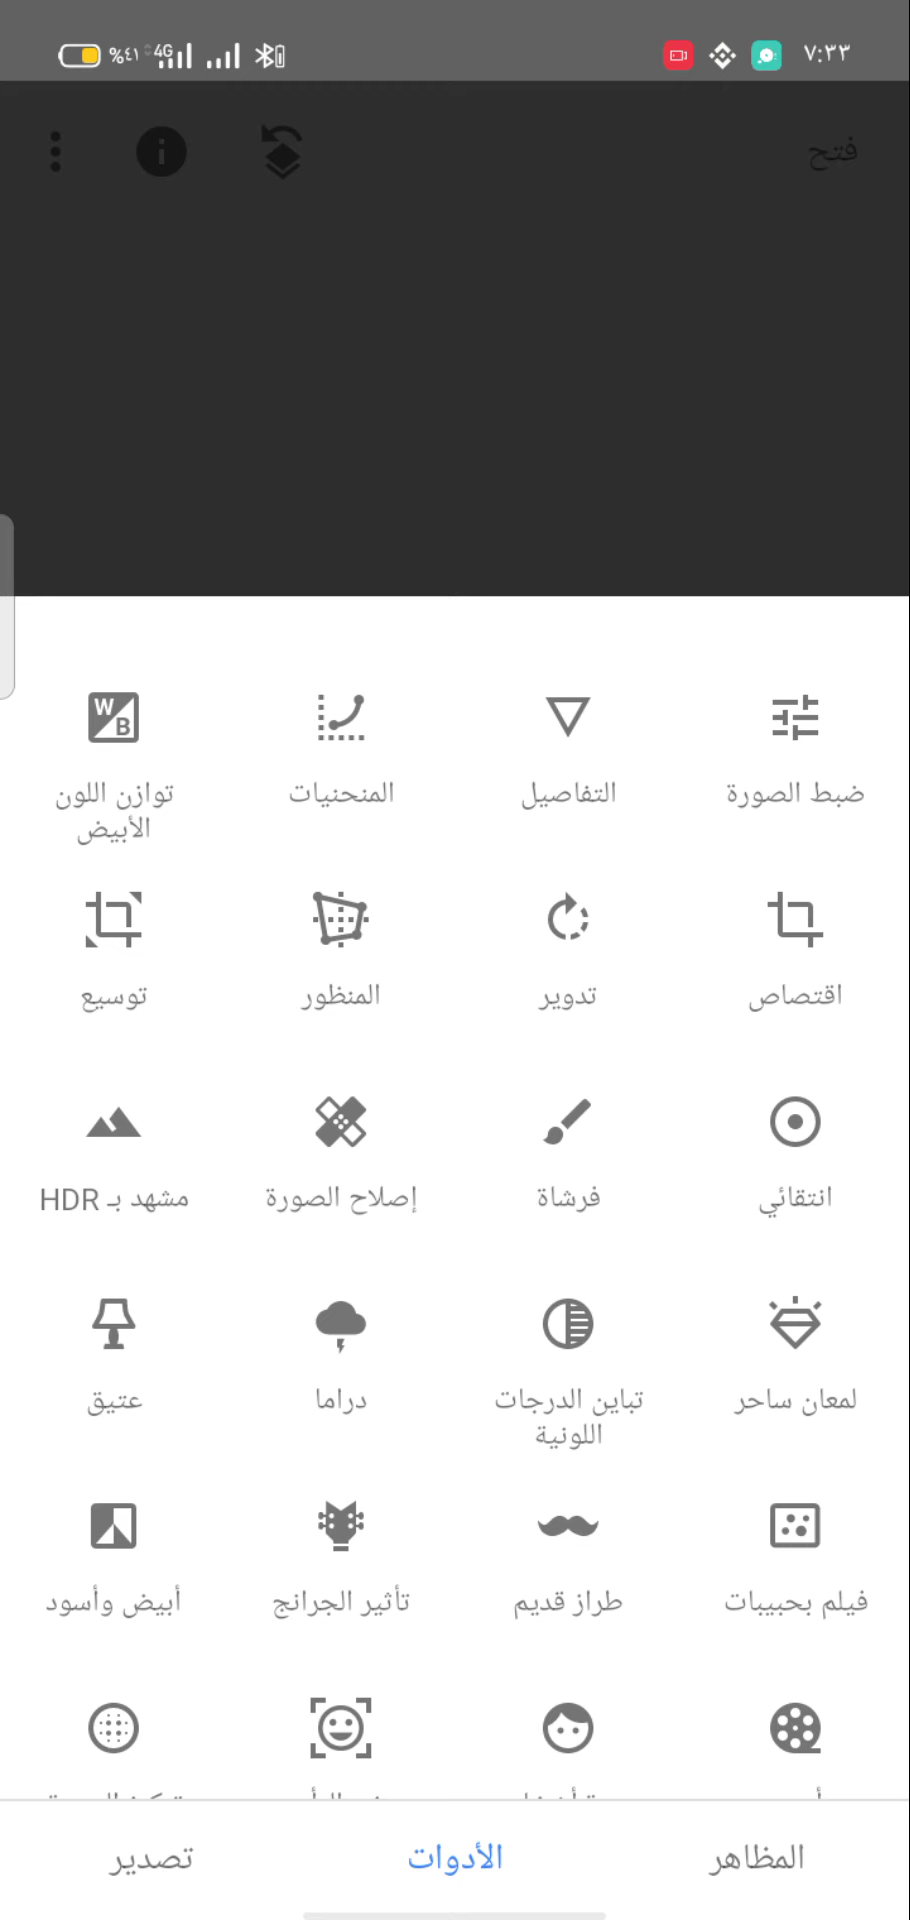 ٧:٣٣
4G %٤١
فتح
ضبط الصورة
التفاصيل
المنحنيات
توازن اللون
الأبيض
W
B
اقتصاص
تدوير
المنظور
توسيع
انتقائي
فرشاة
إصلاح الصورة
مشهد بـ HDR
لمعان ساحر
تباين الدرجات
اللونية
دراما
عتيق
فيلم بحبيبات
طراز قديم
تأثير الجرانج
أبيض وأسود
المظاهر
الأدوات
تصدير